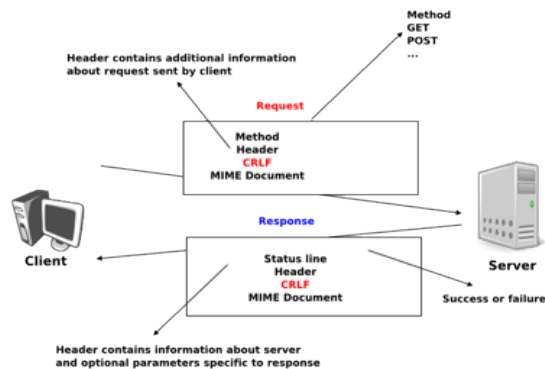 Method
GET
POST
...
Header contains additional information
about request sent by client
Request
Method
Header
CRLF
MIME Document
Response
Client
Server
Status line
Header
CRLF
MIME Document
Success or failure
Header contains information about server
and optional parameters specific to response